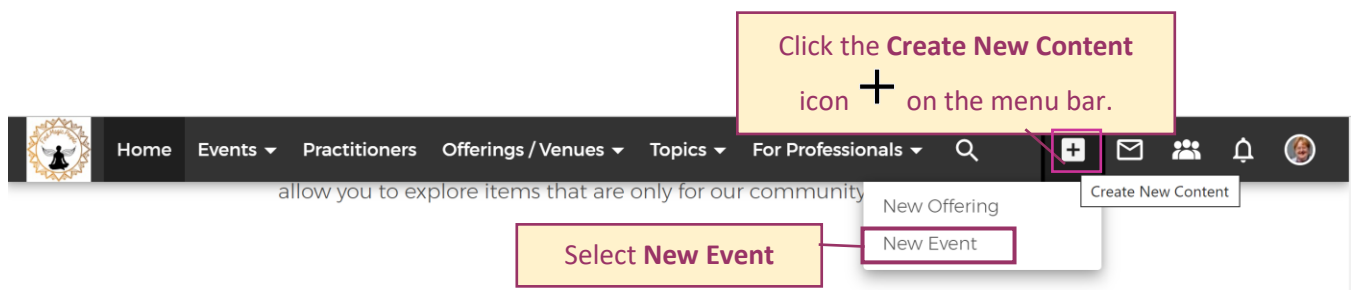 Click the Create New Content
icon + on the menu bar.
Home Events Practitioners Offerings / Venues Topics For Professionals
allow you to explore items that are only for our community
Create New Content
New Offering
New Event
Select New Event